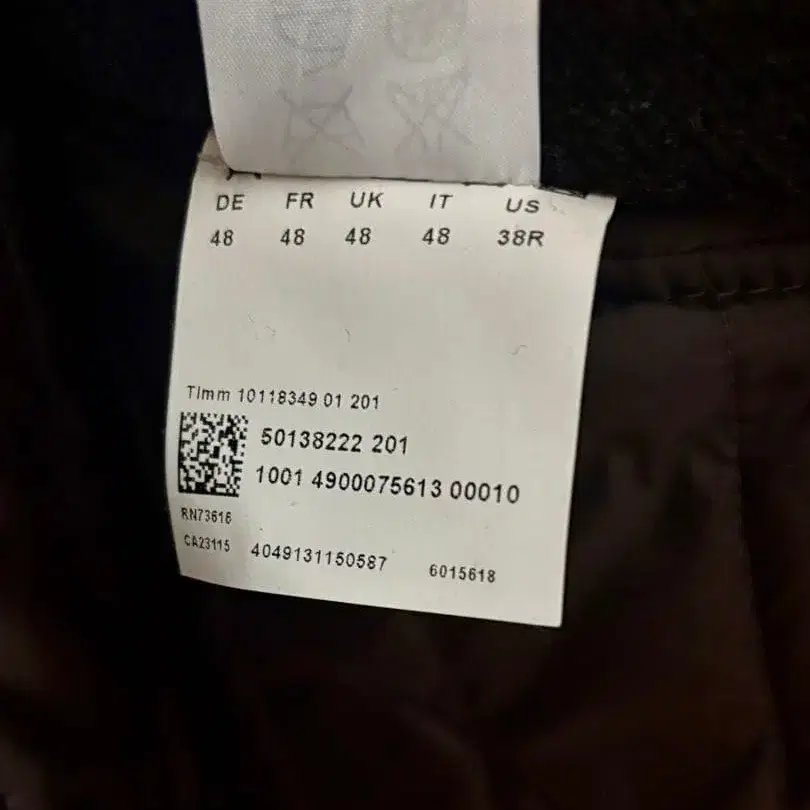 DE FR UK IT US
48 48 48 48 38R
Timm 10118349 01 201
50138222 201
1001 4900075613 00010
RN73616
CA23115 4049131150587 6015618